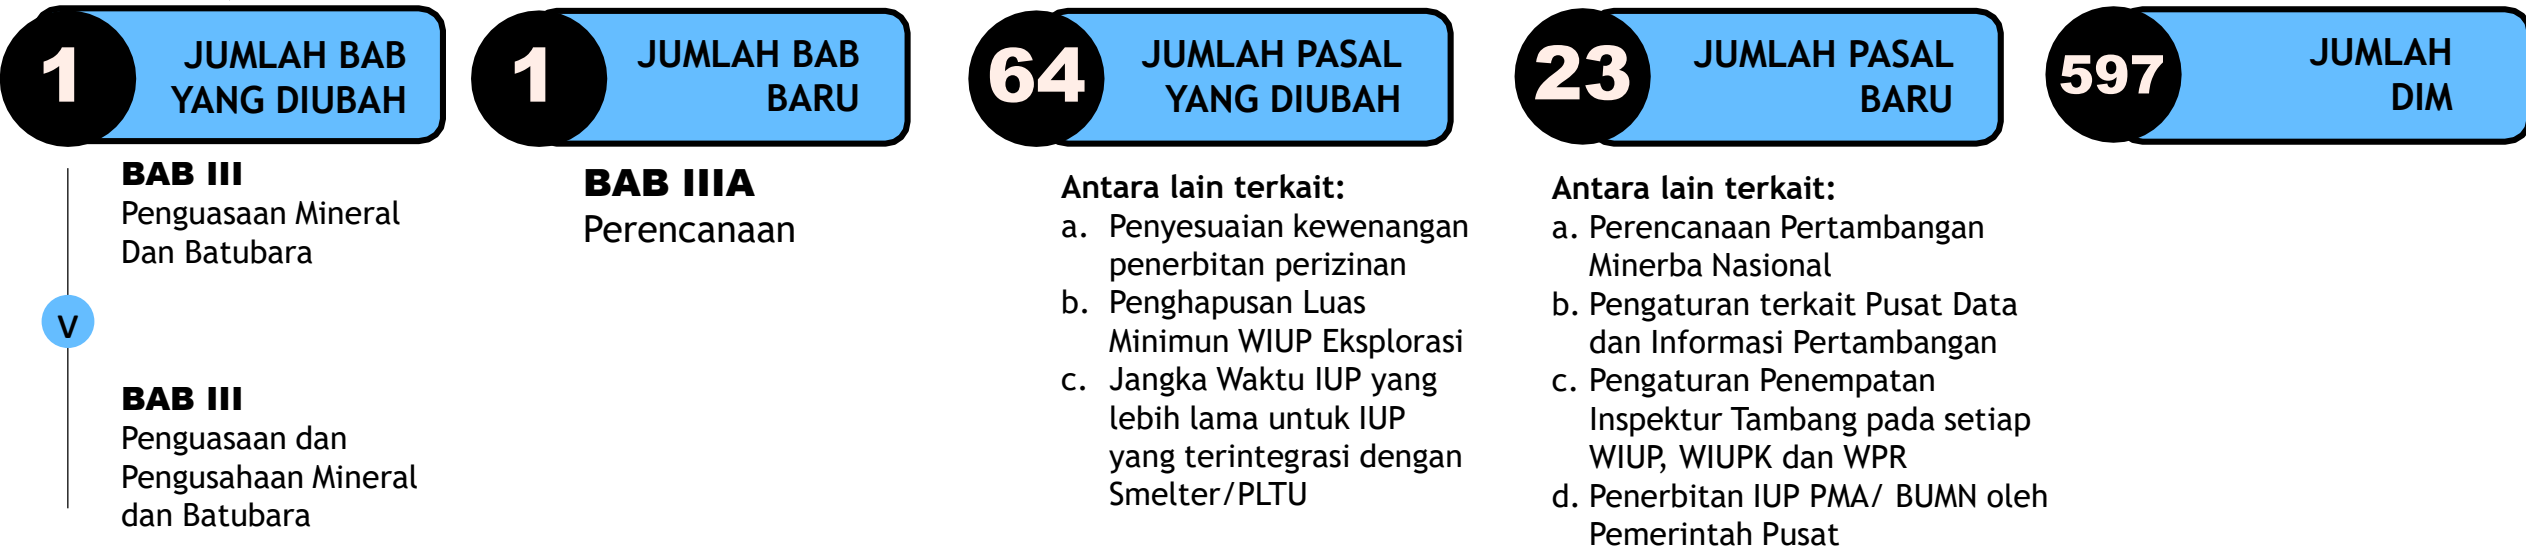 1
JUMLAH BAB
YANG DIUBAH
BAB III
Penguasaan Mineral
Dan Batubara
v
BAB III
Penguasaan dan
Pengusahaan Mineral
dan Batubara
1
JUMLAH BAB
BARU
BAB IIIA
Perencanaan
64
JUMLAH PASAL
YANG DIUBAH
Antara lain terkait:
a. Penyesuaian kewenangan
penerbitan perizinan
b. Penghapusan Luas
Minimun WIUP Eksplorasi
c. Jangka Waktu IUP yang
lebih lama untuk IUP
yang terintegrasi dengan
Smelter/PLTU
23
JUMLAH PASAL
BARU
Antara lain terkait:
a. Perencanaan Pertambangan
Minerba Nasional
b. Pengaturan terkait Pusat Data
dan Informasi Pertambangan
c. Pengaturan Penempatan
Inspektur Tambang pada setiap
WIUP, WIUPK dan WPR
d. Penerbitan IUP PMA/ BUMN oleh
Pemerintah Pusat
597
JUMLAH
DIM